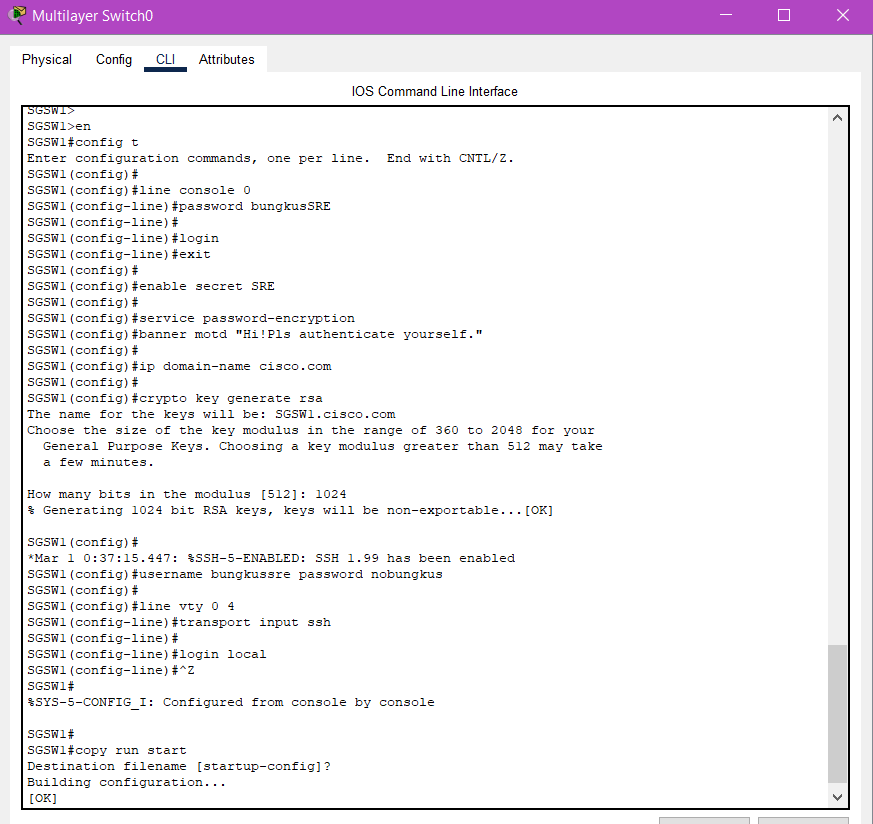 Multilayer Switch0
Physical Config CLI Attributes
IOS Command Line Interface
SGSW1>
SGSW1>en
SGSW1#config t
Enter configuration commands, one per line.  End with CNTL/Z.
SGSW1(config)#
SGSW1(config)#line console 0
SGSW1(config-line)#password bungkusSRE
SGSW1(config-line)#
SGSW1(config-line)#login
SGSW1(config-line)#exit
SGSW1(config)#
SGSW1(config)#enable secret SRE
SGSW1(config)#
SGSW1(config)#service password-encryption
SGSW1(config)#banner motd "Hi!Pls authenticate yourself."
SGSW1(config)#
SGSW1(config)#ip domain-name cisco.com
SGSW1(config)#
SGSW1(config)#crypto key generate rsa
The name for the keys will be: SGSW1.cisco.com
Choose the size of the key modulus in the range of 360 to 2048 for your
  General Purpose Keys. Choosing a key modulus greater than 512 may take
  a few minutes.
How many bits in the modulus [512]: 1024
% Generating 1024 bit RSA keys, keys will be non-exportable...[OK]
SGSW1(config)#
*Mar 1 0:37:15.447: %SSH-5-ENABLED: SSH 1.99 has been enabled
SGSW1(config)#username bungkussre password nobungkus
SGSW1(config)#
SGSW1(config)#line vty 0 4
SGSW1(config-line)#transport input ssh
SGSW1(config-line)#
SGSW1(config-line)#login local
SGSW1(config-line)#^Z
SGSW1#
%SYS-5-CONFIG_I: Configured from console by console
SGSW1#
SGSW1#copy run start
Destination filename [startup-config]?
Building configuration...
[OK]